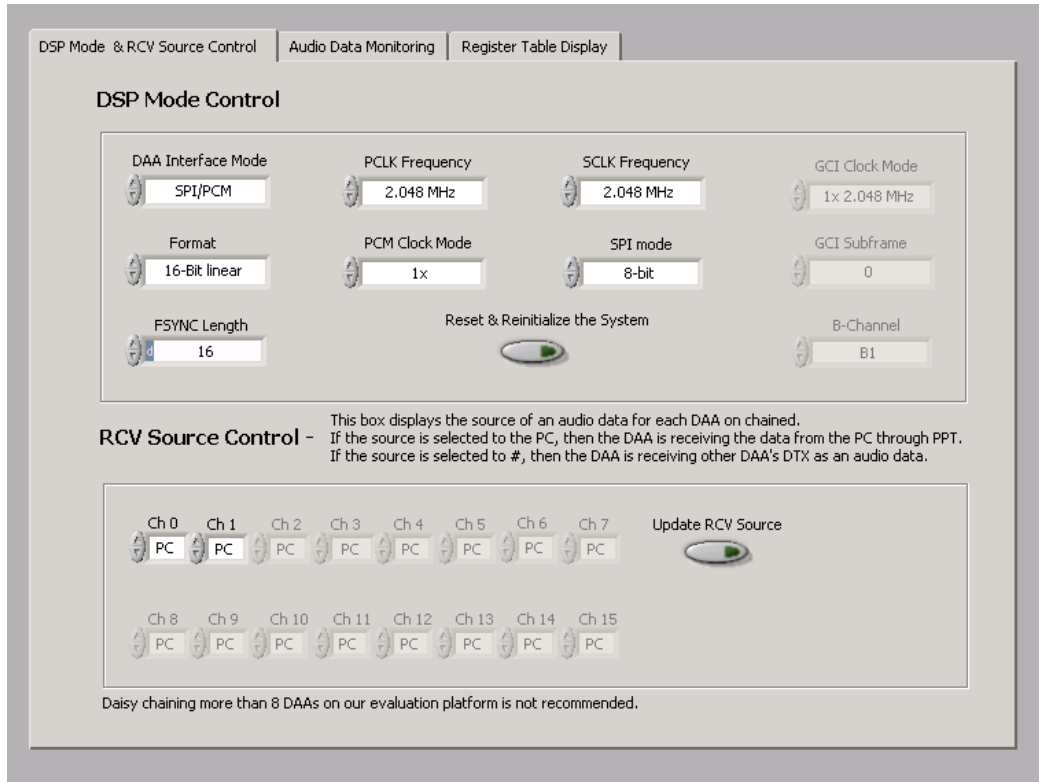 DSP Mode & RCV Source Control
Audio Data Monitoring
Register Table Display
DSP Mode Control
DAA Interface Mode
SPI/PCM
PCLK Frequency
2.048 MHz
SCLK Frequency
2.048 MHz
GCI Clock Mode
1x 2.048 MHz
Format
16-Bit linear
PCM Clock Mode
1x
SPI mode
8-bit
GCI Subframe
0
FSYNC Length
d 16
Reset & Reinitialize the System
B-Channel
B1
RCV Source Control -
This box displays the source of an audio data for each DAA on chained.
If the source is selected to the PC, then the DAA is receiving the data from the PC through PPT.
If the source is selected to #, then the DAA is receiving other DAA's DTX as an audio data.
Ch 0 Ch 1 Ch 2 Ch 3 Ch 4 Ch 5 Ch 6 Ch 7
PC PC PC PC PC PC PC PC
Update RCV Source
Ch 8 Ch 9 Ch 10 Ch 11 Ch 12 Ch 13 Ch 14 Ch 15
PC PC PC PC PC PC PC PC
Daisy chaining more than 8 DAAs on our evaluation platform is not recommended.